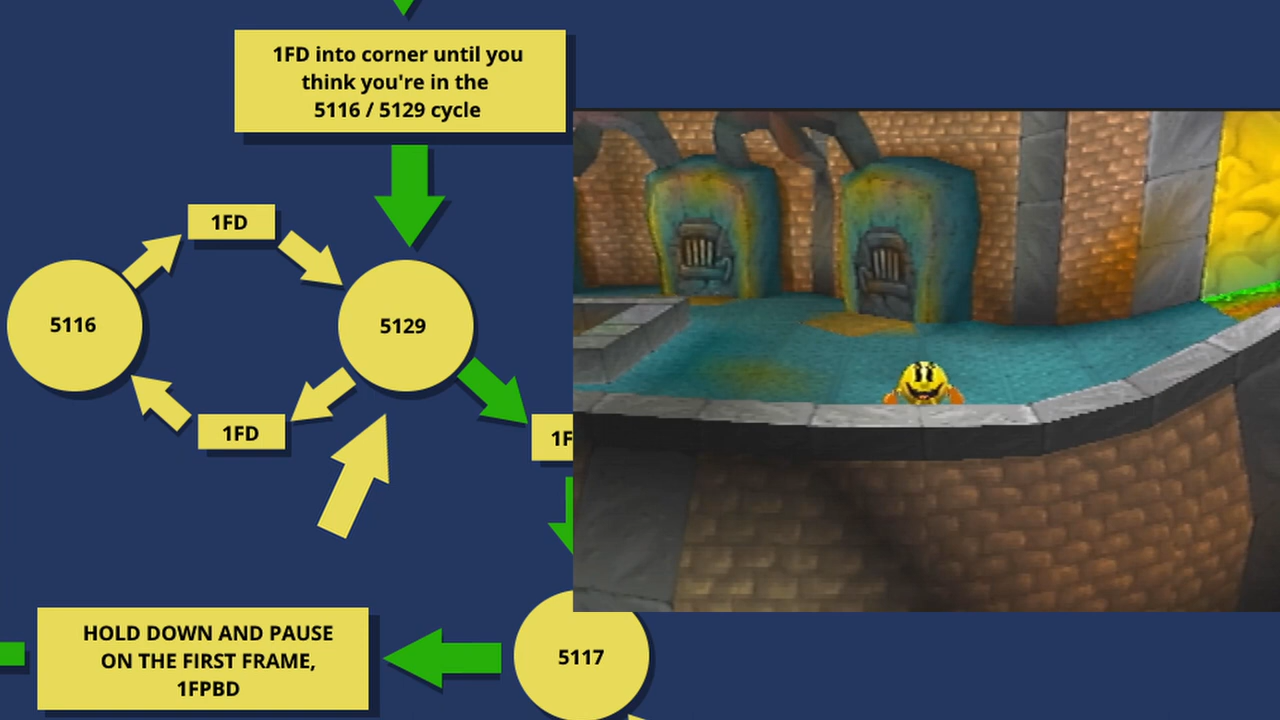 1FD into corner until you
think you're in the
5116 / 5129 cycle
1FD
5116
5129
1FD
1F
HOLD DOWN AND PAUSE
ON THE FIRST FRAME,
1FPBD
5117